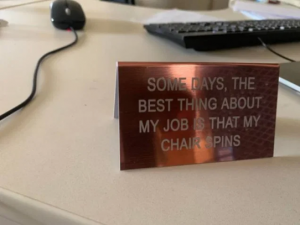 SOME DAYS, THE
BEST THING ABOUT
MY JOB IS THAT MY
CHAIR SPINS